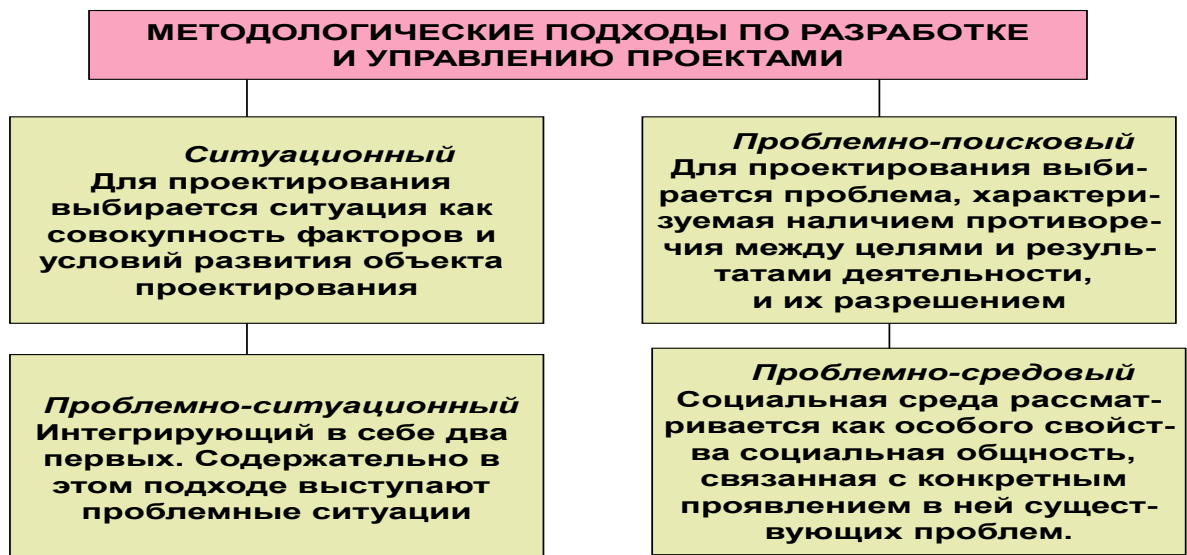 МЕТОДОЛОГИЧЕСКИЕ ПОДХОДЫ ПО РАЗРАБОТКЕ
И УПРАВЛЕНИЮ ПРОЕКТАМИ
Ситуационный
Для проектирования
выбирается ситуация как
совокупность факторов и
условий развития объекта
проектирования
Проблемно-поисковый
Для проектирования выби-
рается проблема, характери-
зуемая наличием противоре-
чия между целями и резуль-
татами деятельности,
и их разрешением
Проблемно-ситуационный
Интегрирующий в себе два
первых. Содержательно в
этом подходе выступают
проблемные ситуации
Проблемно-средовый
Социальная среда рассмат-
ривается как особого свойст-
ва социальная общность,
связанная с конкретным
проявлением в ней сущест-
вующих проблем.